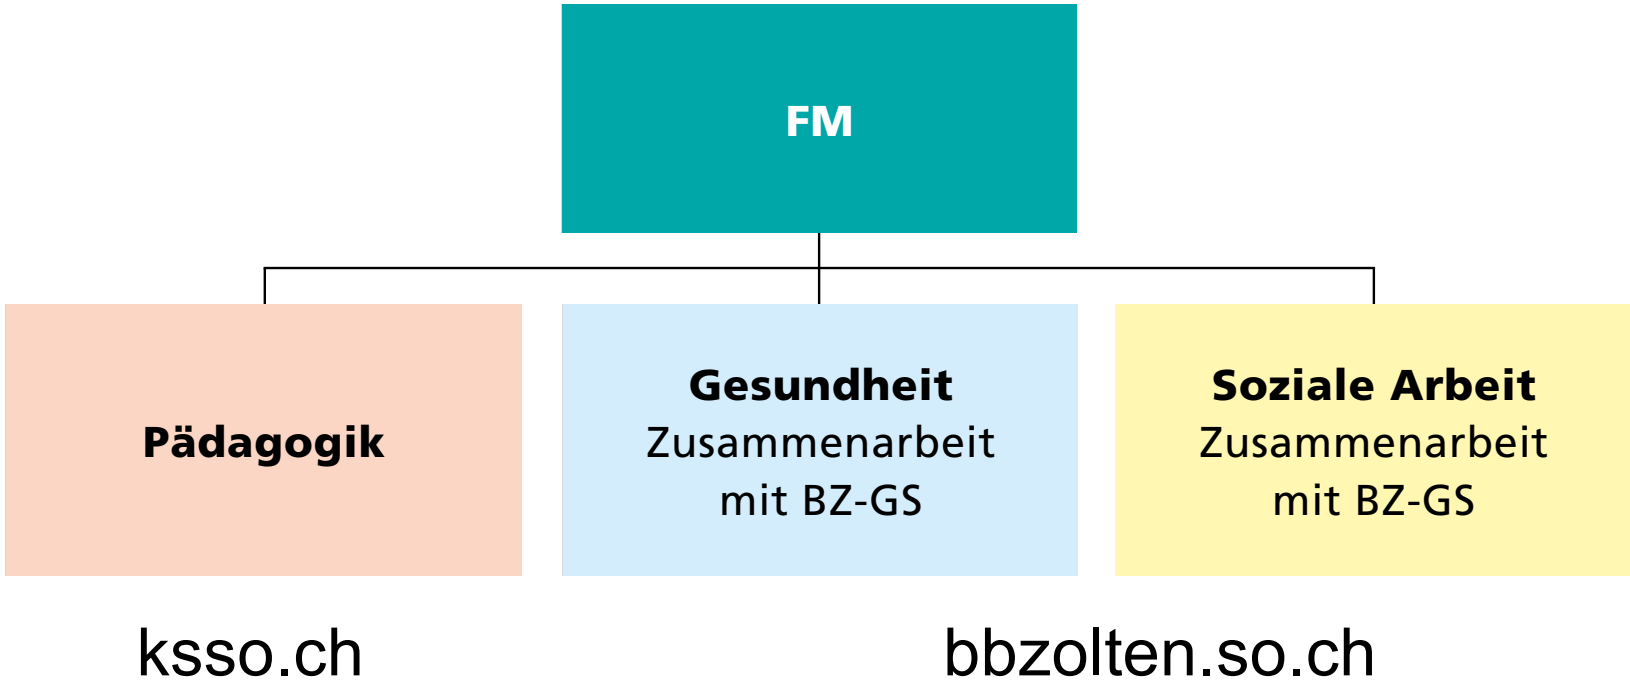 FM
Pädagogik
Gesundheit
Zusammenarbeit
mit BZ-GS
Soziale Arbeit
Zusammenarbeit
mit BZ-GS
ksso.ch
bbzolten.so.ch